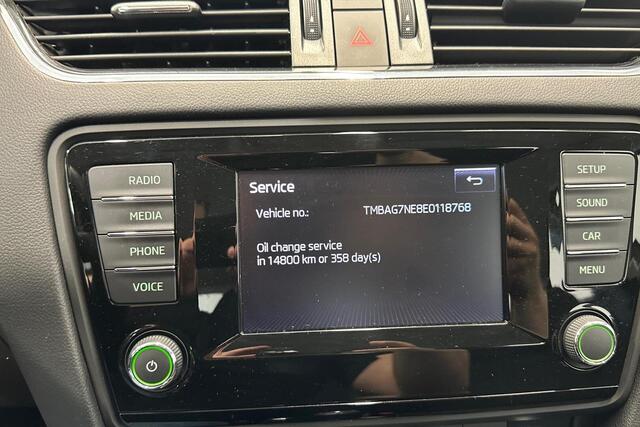 Service
Vehicle no.: TMBAG7NE8E0118768
Oil change service
in 14800 km or 358 day(s)
RADIO
MEDIA
PHONE
VOICE
SETUP
SOUND
CAR
MENU